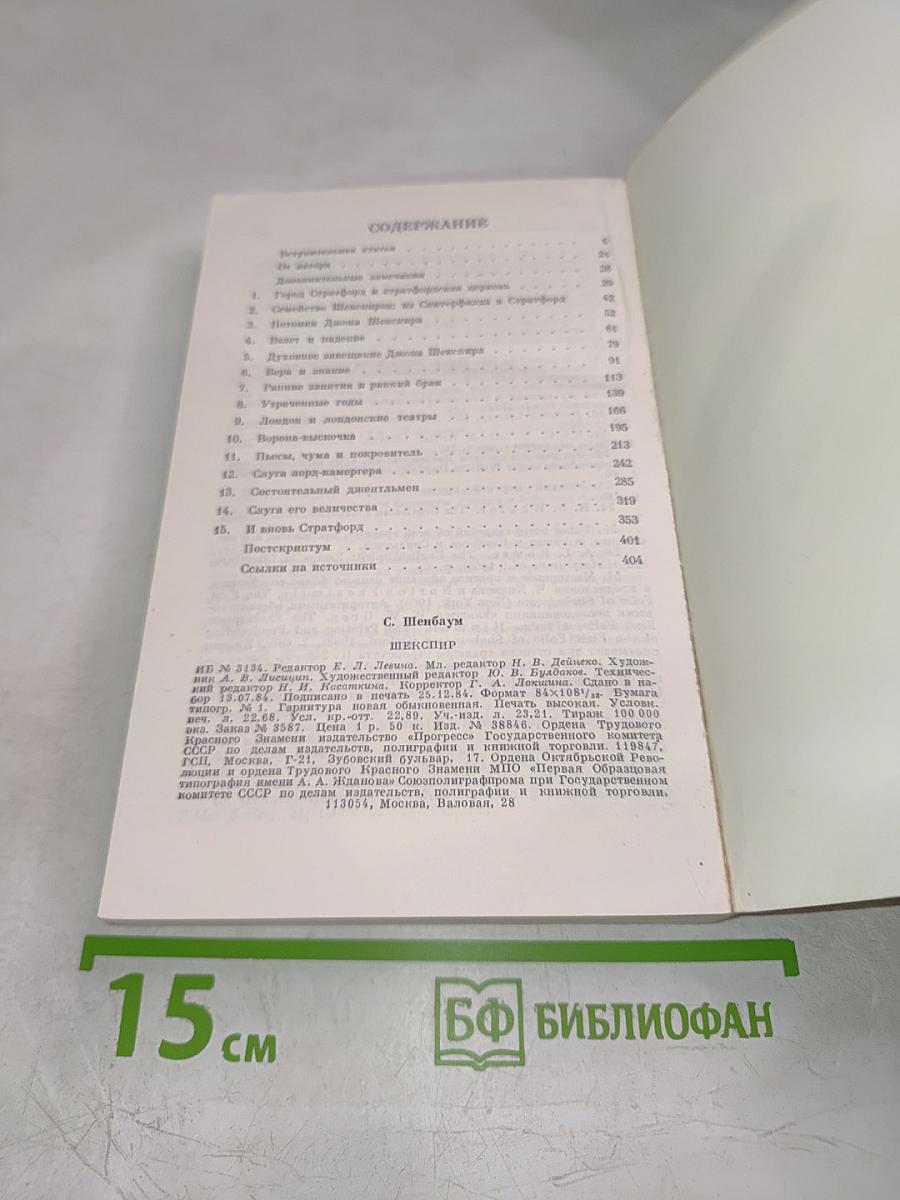 СОДЕРЖАНИЕ
Вступительная статья . . . 5
От автора . . . 24
Дополнительные замечания . . . 28
1. Город Стратфорд и стратфордская церковь . . . 29
2. Семейство Шекспиров: из Сниттерфилда в Стратфорд 42
3. Потомки Джона Шекспира . . . 52
4. Взлет и падение . . . 61
5. Духовное завещание Джона Шекспира . . . 79
6. Вера и знание . . . 91
7. Ранние занятия и ранний брак . . . 113
8. Утраченные годы . . . 139
9. Лондон и лондонские театры . . . 166
10. Ворона-выскочка . . . 195
11. Пьесы, чума и покровитель . . . 213
12. Слуга лорд-камергера . . . 242
13. Состоятельный джентльмен . . . 285
14. Слуга его величества . . . 319
15. И вновь Стратфорд . . . 353
Постскриптум . . . 401
Ссылки на источники . . . 404
С. Шенбаум
ШЕКСПИР
ИБ № 3134. Редактор Е. Л. Левина. Мл. редактор Н. В. Дейнеко. Худож-
ник А. В. Лисицин. Художественный редактор Ю. В. Булдаков. Техничес-
кий редактор Н. И. Касаткина. Корректор Г. А. Локшина. Сдано в на-
бор 13.07.84. Подписано в печать 25.12.84. Формат 84×108¹/₃₂. Бумага
типогр. № 1. Гарнитура новая обыкновенная. Печать высокая. Условн.
печ. л. 22,68. Усл. кр.-отт. 22,89. Уч.-изд. л. 23,21. Тираж 100 000
экз. Заказ № 3587. Цена 1 р. 50 к. Изд. № 38846. Ордена Трудового
Красного Знамени издательство «Прогресс» Государственного комитета
СССР по делам издательств, полиграфии и книжной торговли. 119847,
ГСП, Москва, Г-21, Зубовский бульвар, 17. Ордена Октябрьской Рево-
люции и ордена Трудового Красного Знамени МПО «Первая Образцовая
типография имени А. А. Жданова» Союзполиграфпрома при Государственном
комитете СССР по делам издательств, полиграфии и книжной торговли.
113054, Москва, Валовая, 28
15 см
БФ БИБЛИОФАН